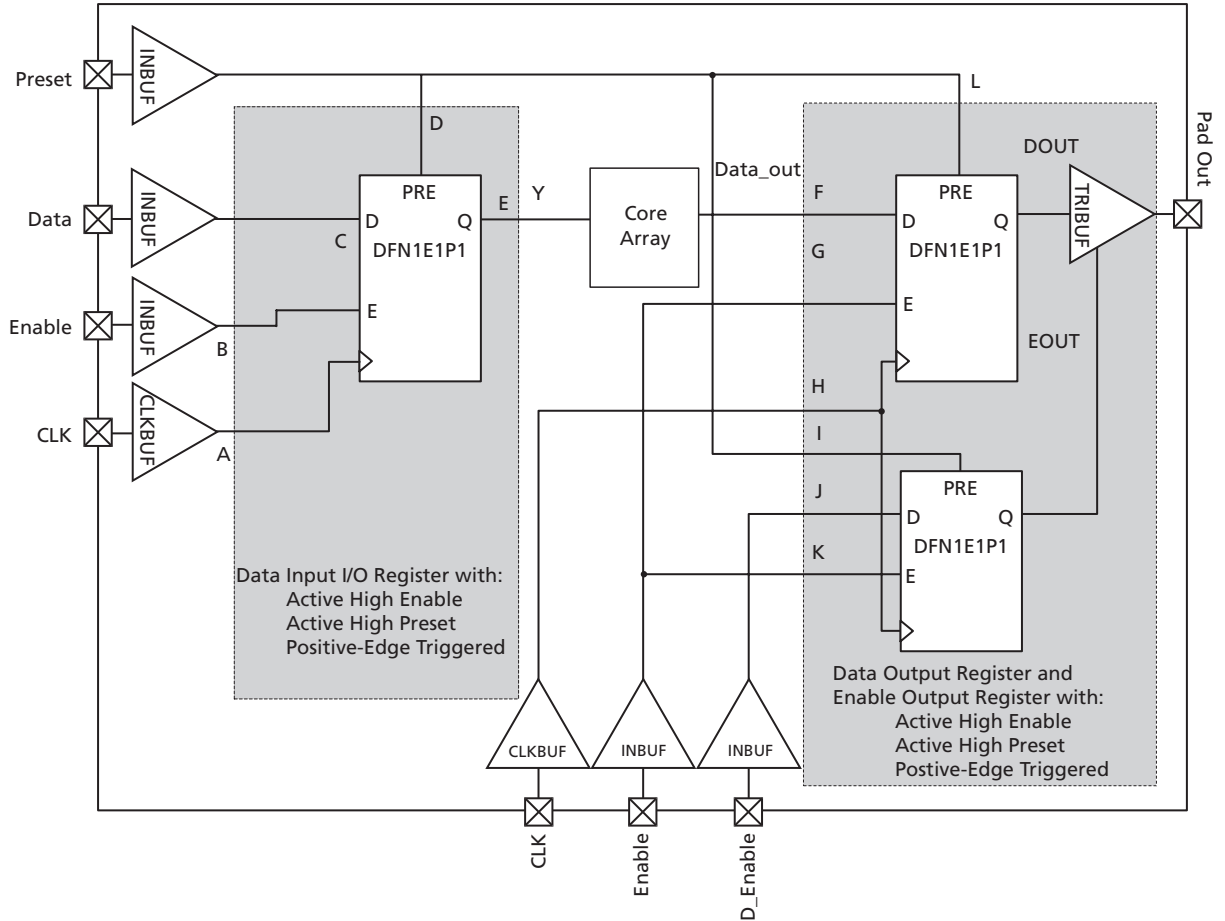 Preset
INBUF
L
D
Pad Out
DOUT
Data
INBUF
C
PRE
D
Q
DFN1E1P1
E
E
Y
Core
Array
Data_out
F
G
PRE
D
Q
DFN1E1P1
E
TRIBUF
EOUT
Enable
INBUF
B
CLK
CLKBUF
A
H
I
J
K
PRE
D
Q
DFN1E1P1
E
Data Input I/O Register with:
Active High Enable
Active High Preset
Positive-Edge Triggered
Data Output Register and
Enable Output Register with:
Active High Enable
Active High Preset
Postive-Edge Triggered
CLKBUF
INBUF
INBUF
CLK
Enable
D_Enable